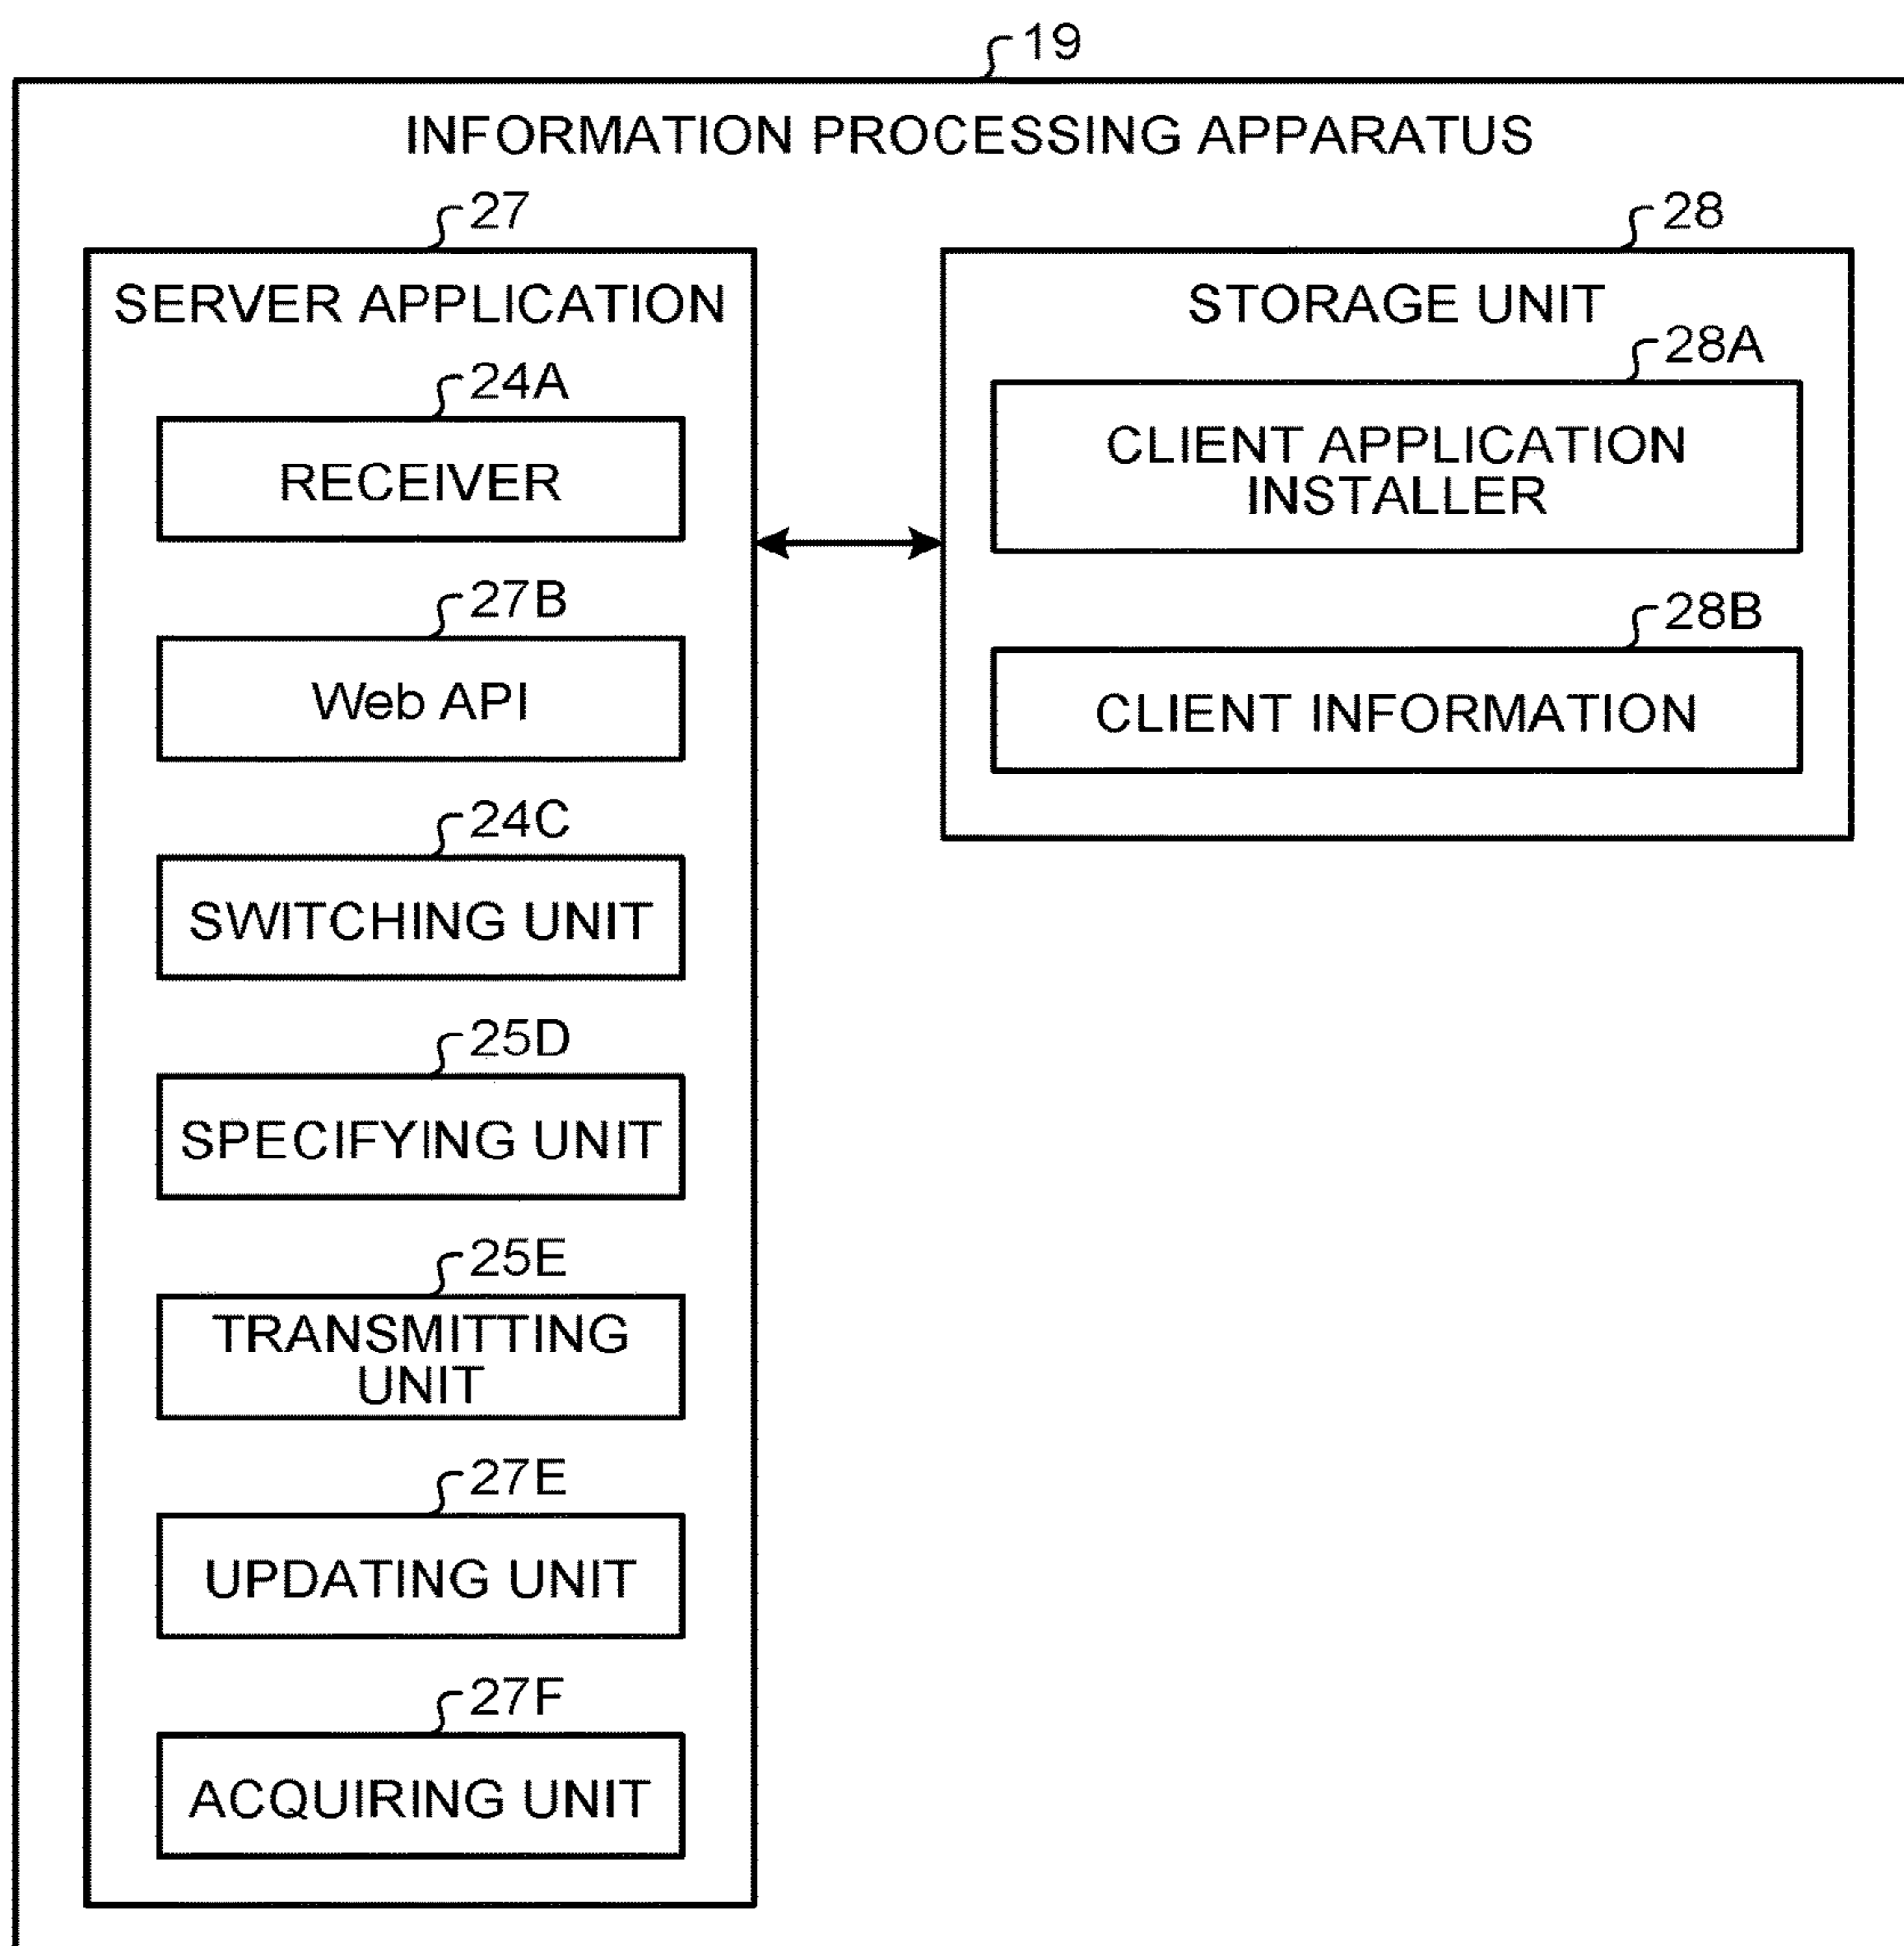 19
INFORMATION PROCESSING APPARATUS
27
SERVER APPLICATION
24A
RECEIVER
27B
Web API
24C
SWITCHING UNIT
25D
SPECIFYING UNIT
25E
TRANSMITTING
UNIT
27E
UPDATING UNIT
27F
ACQUIRING UNIT
28
STORAGE UNIT
28A
CLIENT APPLICATION
INSTALLER
28B
CLIENT INFORMATION